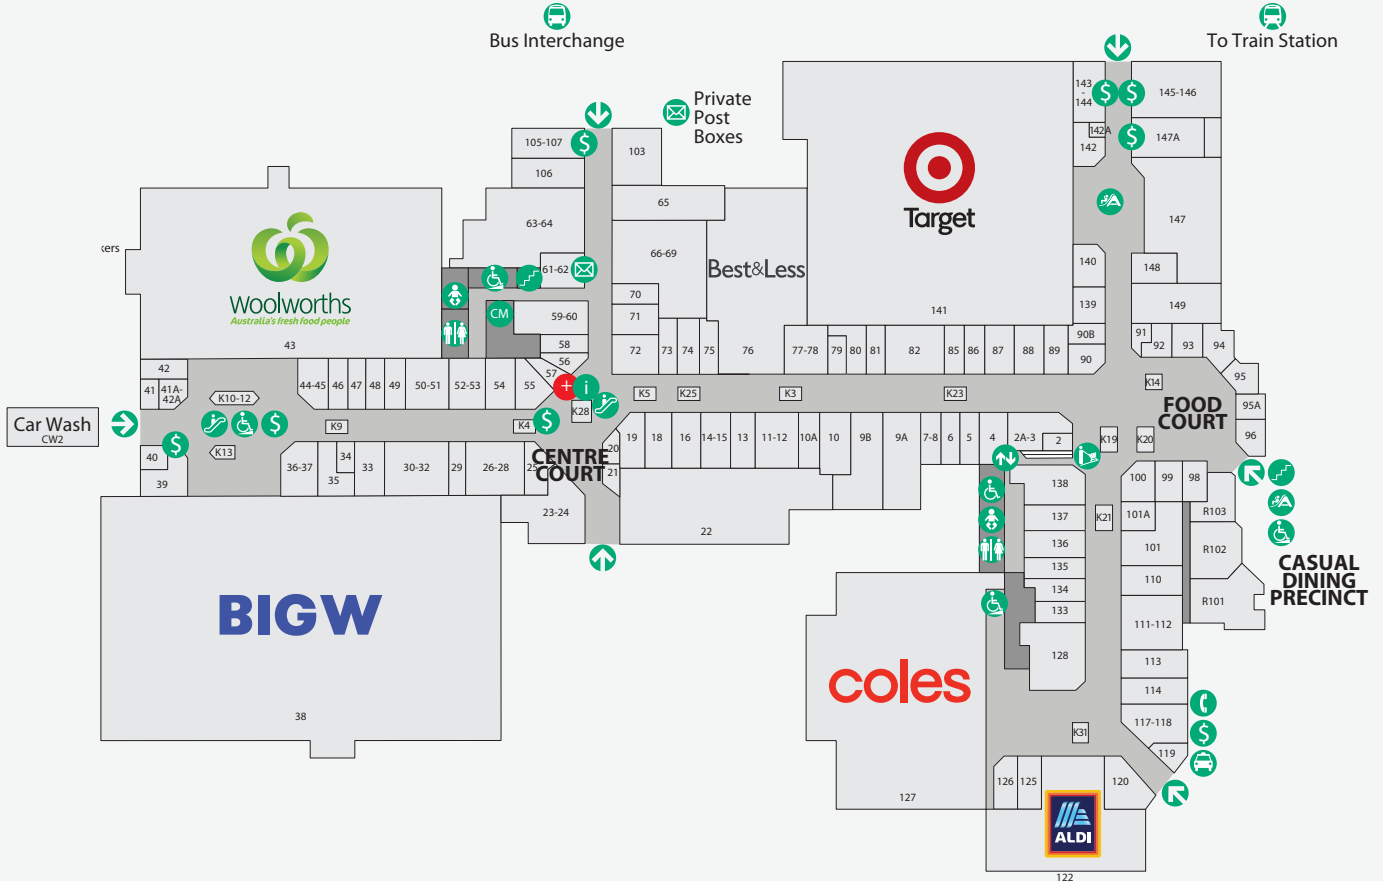 Bus Interchange
To Train Station
Private
Post
Boxes
143
-
144
$
$
145-146
142A
142
$
147A
105-107
$
103
106
65
63-64
kers
Woolworths
Australia's fresh food people
43
61-62
66-69
Best&Less
Target
141
147
140
148
139
149
70
71
CM
59-60
58
56
57
72
73
74
75
76
77-78
79
80
81
82
85
86
87
88
89
90B
90
91
92
93
94
95
95A
96
42
41
41A-
42A
K10-12
44-45
46
47
48
49
50-51
52-53
54
55
+
i
K28
K5
K25
K3
K23
K14
FOOD
COURT
Car Wash
CW2
$
$
K13
K9
K4
$
CENTRE
COURT
20
21
19
18
16
14-15
13
11-12
10A
10
9B
9A
7-8
6
5
4
2A-3
2
K19
K20
40
39
36-37
35
34
33
30-32
29
26-28
25
23-24
22
138
137
136
135
134
133
128
K21
100
99
98
101A
101
110
111-112
113
114
117-118
119
R103
R102
R101
CASUAL
DINING
PRECINCT
BIGW
38
coles
127
K31
$
126
125
120
ALDI
122